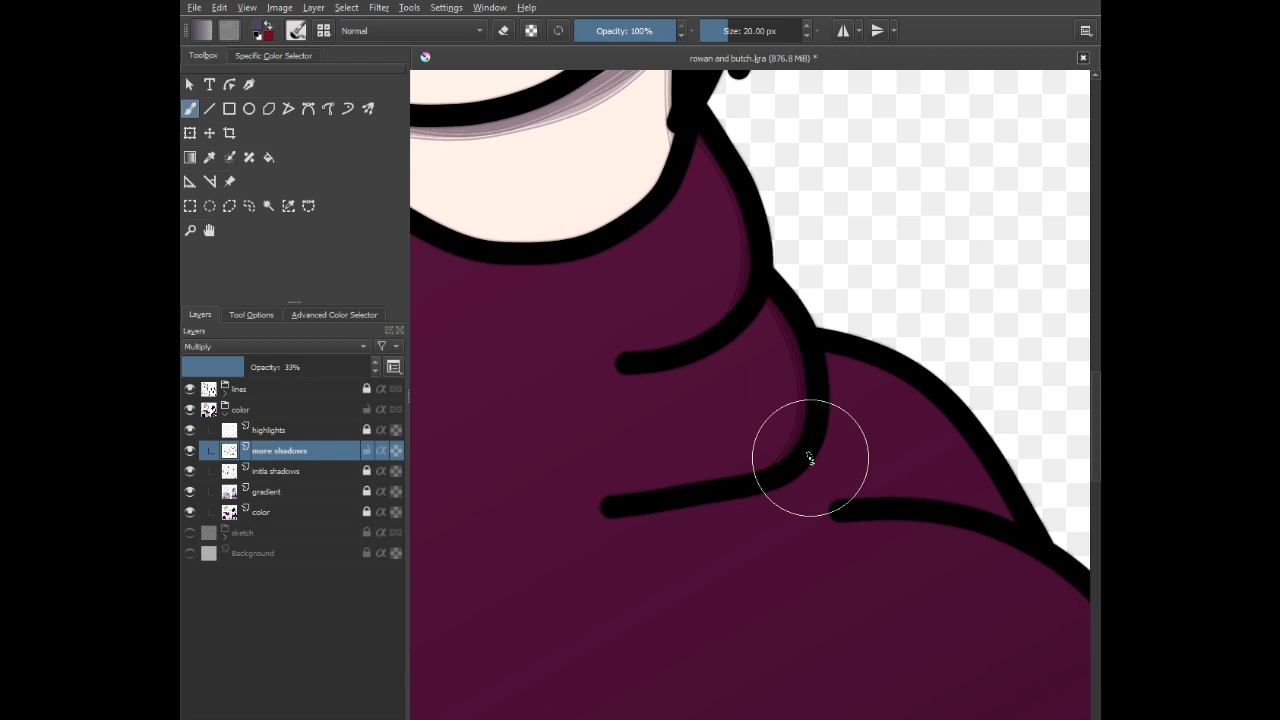 File Edit View Image Layer Select Filter Tools Settings Window Help
Normal Opacity: 100% Size: 20.00 px
Toolbox Specific Color Selector
rowan and butch.kra (876.8 MiB) *
Layers Tool Options Advanced Color Selector
Layers
Multiply
Opacity: 33%
lines
color
highlights
more shadows
initla shadows
gradient
color
sketch
Background